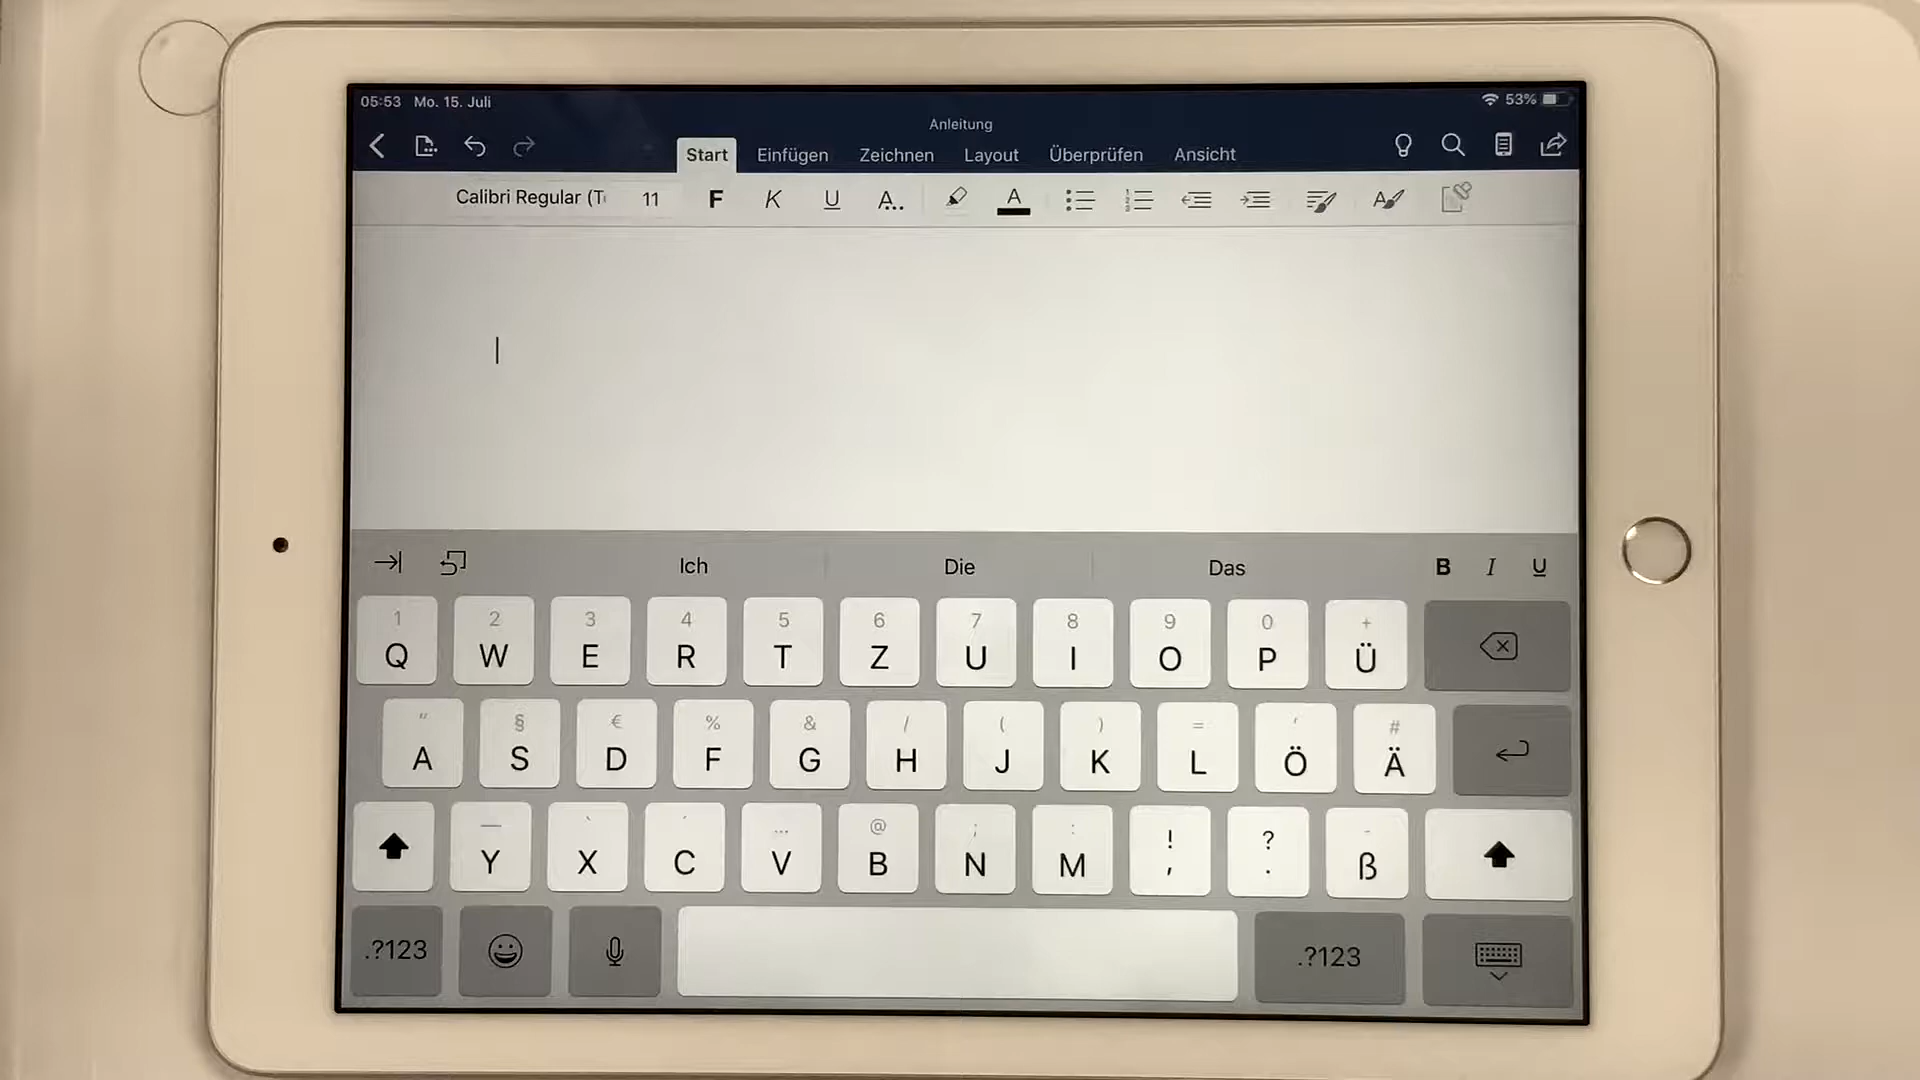 05:53 Mo. 15. Juli
53%
Anleitung
Start Einfügen Zeichnen Layout Überprüfen Ansicht
Calibri Regular (T 11 F K U A.. A
Ich Die Das B I U
1 2 3 4 5 6 7 8 9 0 +
Q W E R T Z U I O P Ü
" § € % & / ( ) = ' #
A S D F G H J K L Ö Ä
— ` ´ ... @ ; : ! ? -
Y X C V B N M , . ß
.?123 .?123